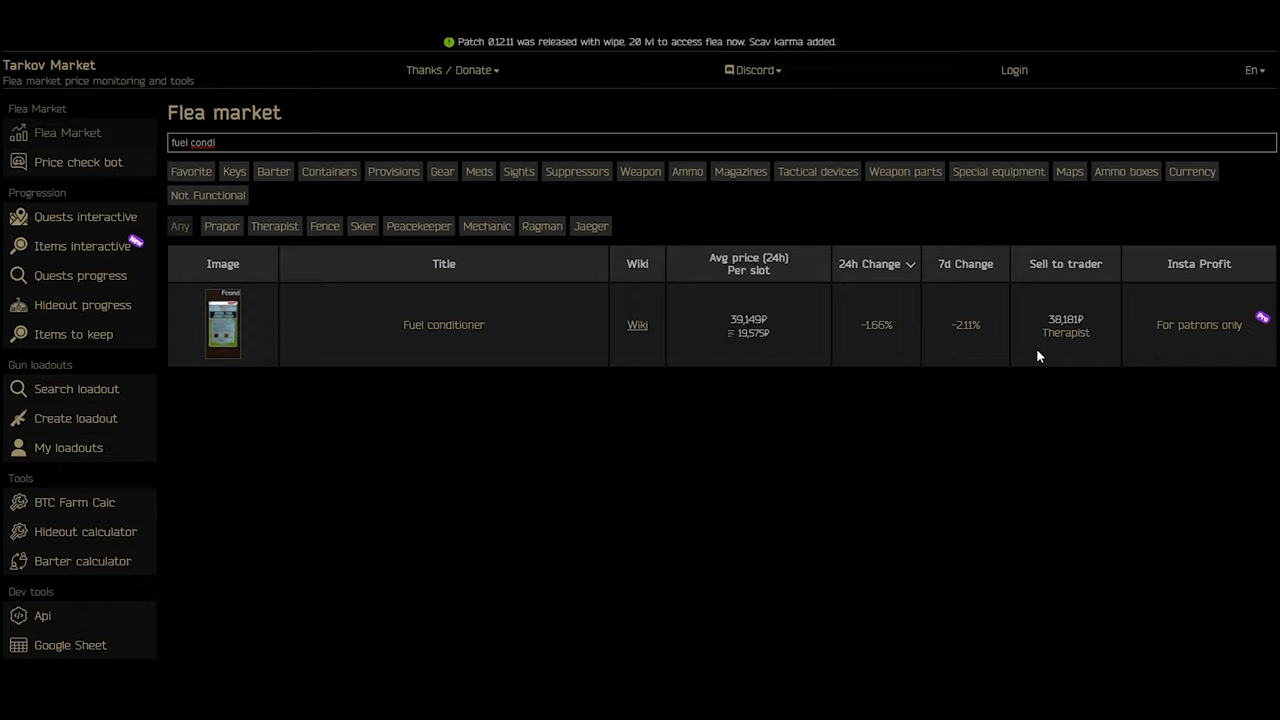 Patch 0.12.11 was released with wipe. 20 lvl to access flea now. Scav karma added.
Tarkov Market
Flea market price monitoring and tools
Thanks / Donate
Discord
Login
En
Flea Market
Flea Market
Price check bot
Progression
Quests interactive
Items interactive
New
Quests progress
Hideout progress
Items to keep
Gun loadouts
Search loadout
Create loadout
My loadouts
Tools
BTC Farm Calc
Hideout calculator
Barter calculator
Dev tools
Api
Google Sheet
Flea market
fuel condi
Favorite Keys Barter Containers Provisions Gear Meds Sights Suppressors Weapon Ammo Magazines Tactical devices Weapon parts Special equipment Maps Ammo boxes Currency
Not Functional
Any Prapor Therapist Fence Skier Peacekeeper Mechanic Ragman Jaeger
Image Title Wiki Avg price (24h) Per slot 24h Change 7d Change Sell to trader Insta Profit
Fcond
Fuel conditioner
Wiki
39,149₽
19,575₽
-1.66%
-2.11%
38,181₽
Therapist
For patrons only
Pro